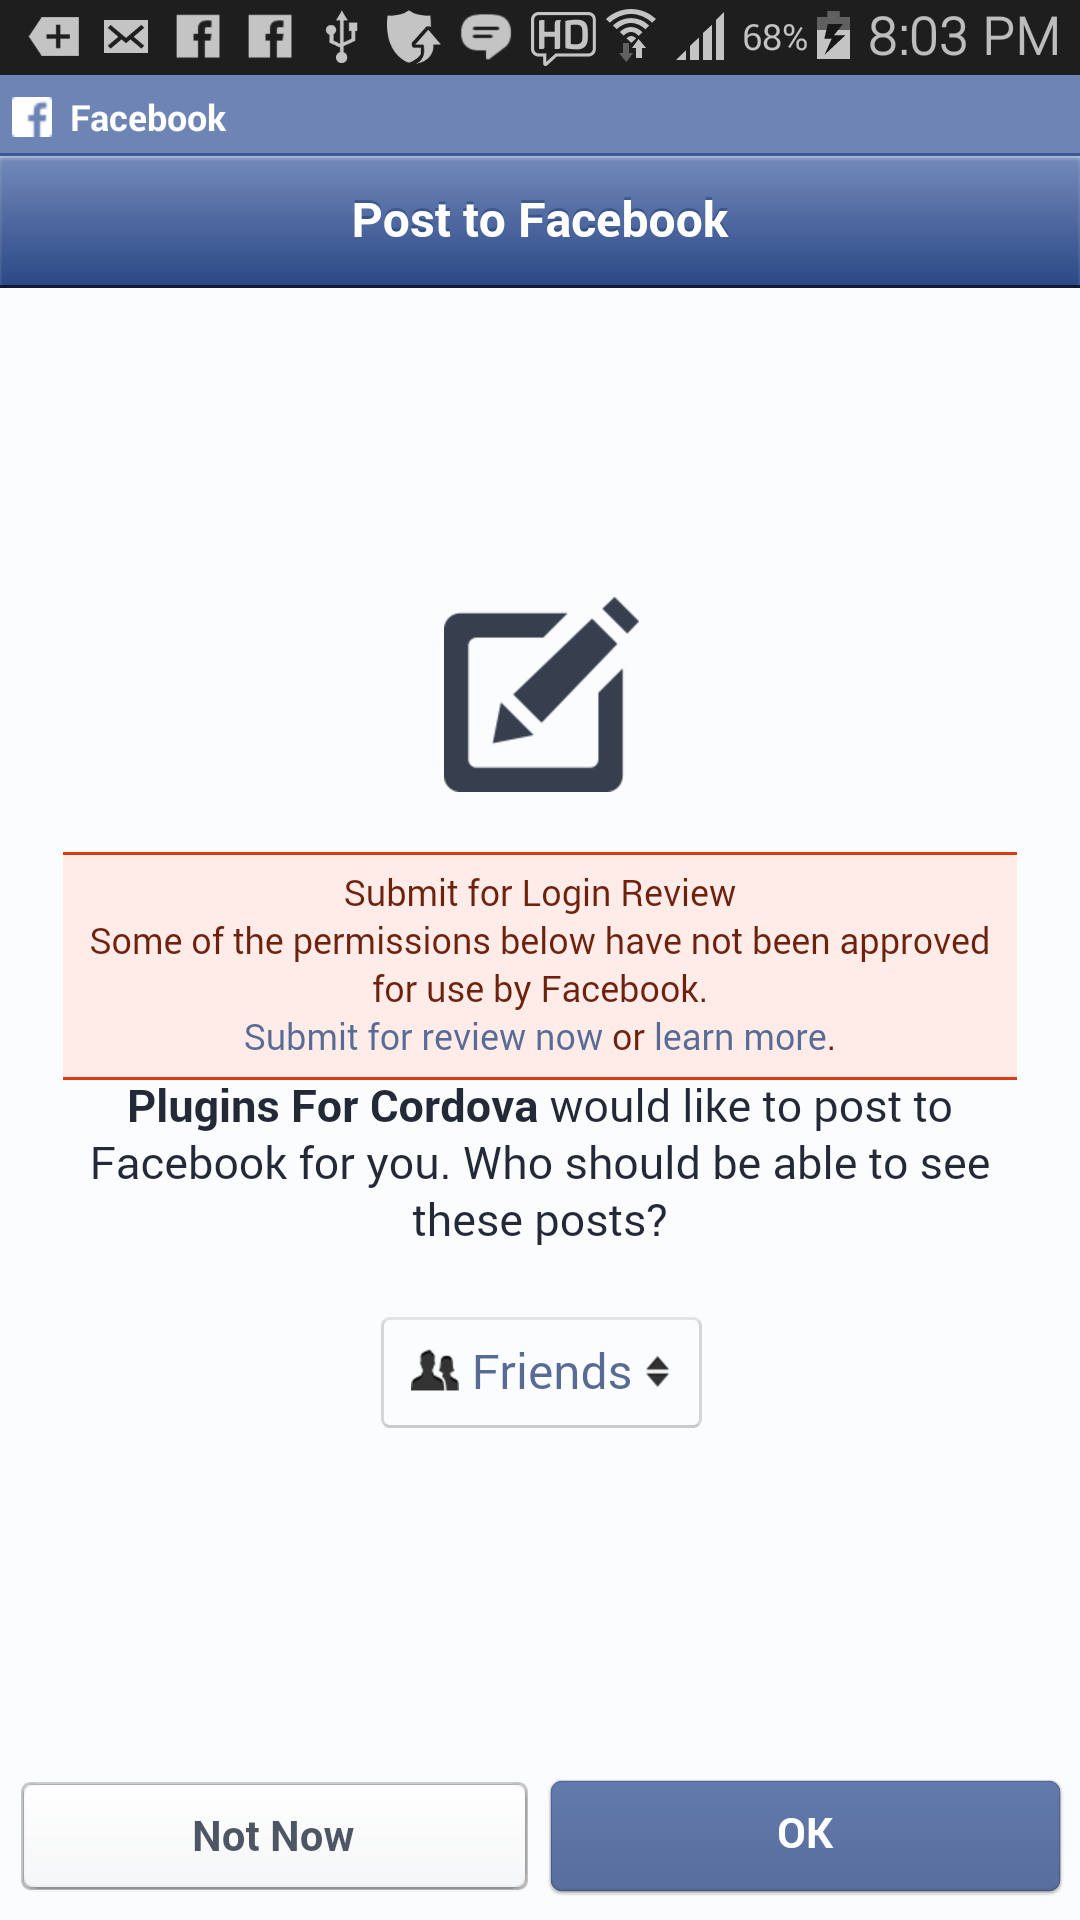 HD 68% 8:03 PM
Facebook
Post to Facebook
Submit for Login Review
Some of the permissions below have not been approved
for use by Facebook.
Submit for review now or learn more.
Plugins For Cordova would like to post to
Facebook for you. Who should be able to see
these posts?
Friends
Not Now
OK